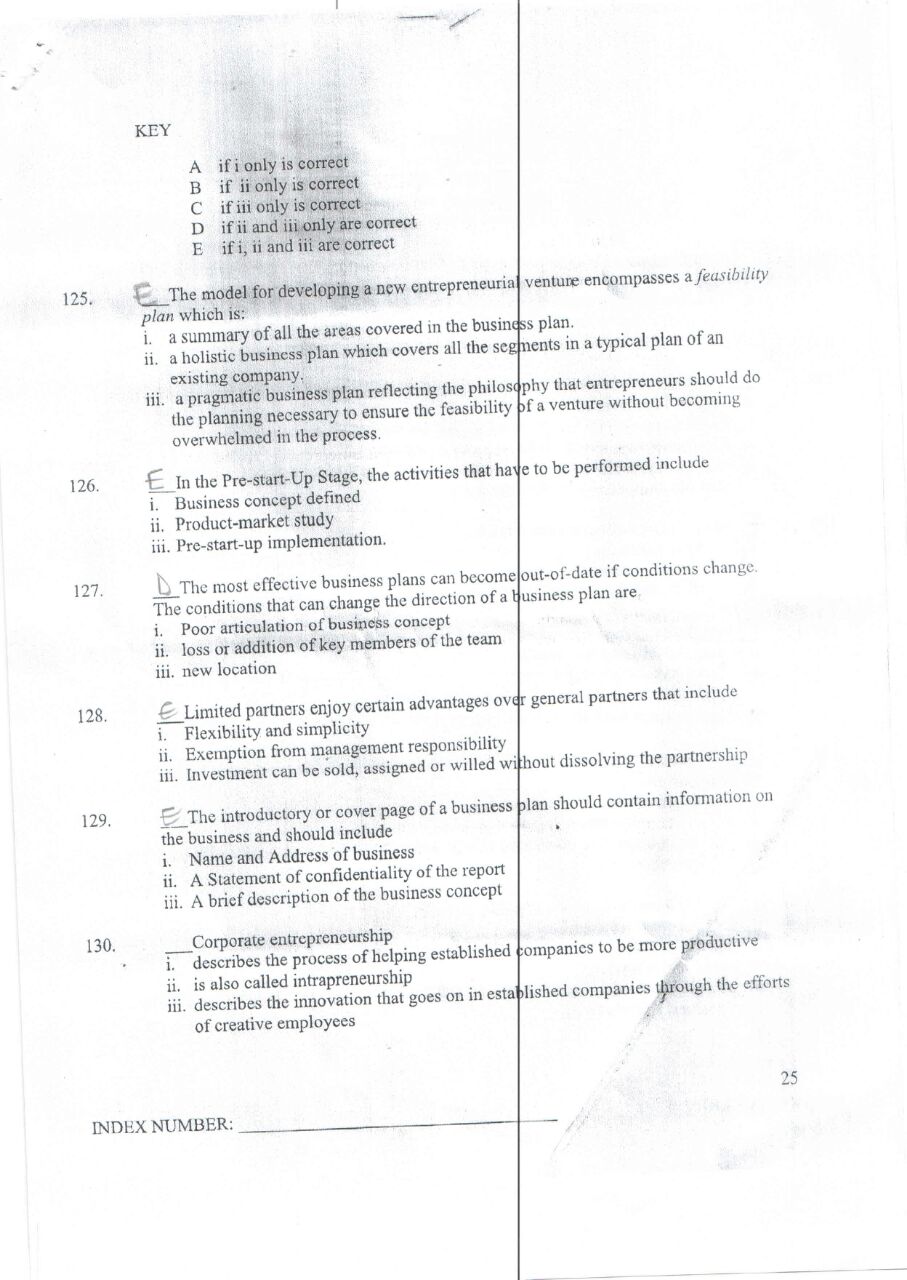 KEY
A if i only is correct
B if ii only is correct
C if iii only is correct
D if ii and iii only are correct
E if i, ii and iii are correct
125. E The model for developing a new entrepreneurial venture encompasses a feasibility
plan which is:
i. a summary of all the areas covered in the business plan.
ii. a holistic business plan which covers all the segments in a typical plan of an
existing company.
iii. a pragmatic business plan reflecting the philosophy that entrepreneurs should do
the planning necessary to ensure the feasibility of a venture without becoming
overwhelmed in the process.
126. E In the Pre-start-Up Stage, the activities that have to be performed include
i. Business concept defined
ii. Product-market study
iii. Pre-start-up implementation.
127. D The most effective business plans can become out-of-date if conditions change.
The conditions that can change the direction of a business plan are
i. Poor articulation of business concept
ii. loss or addition of key members of the team
iii. new location
128. E Limited partners enjoy certain advantages over general partners that include
i. Flexibility and simplicity
ii. Exemption from management responsibility
iii. Investment can be sold, assigned or willed without dissolving the partnership
129. E The introductory or cover page of a business plan should contain information on
the business and should include
i. Name and Address of business
ii. A Statement of confidentiality of the report
iii. A brief description of the business concept
130. ___Corporate entrepreneurship
i. describes the process of helping established companies to be more productive
ii. is also called intrapreneurship
iii. describes the innovation that goes on in established companies through the efforts
of creative employees
25
INDEX NUMBER: ______________________________